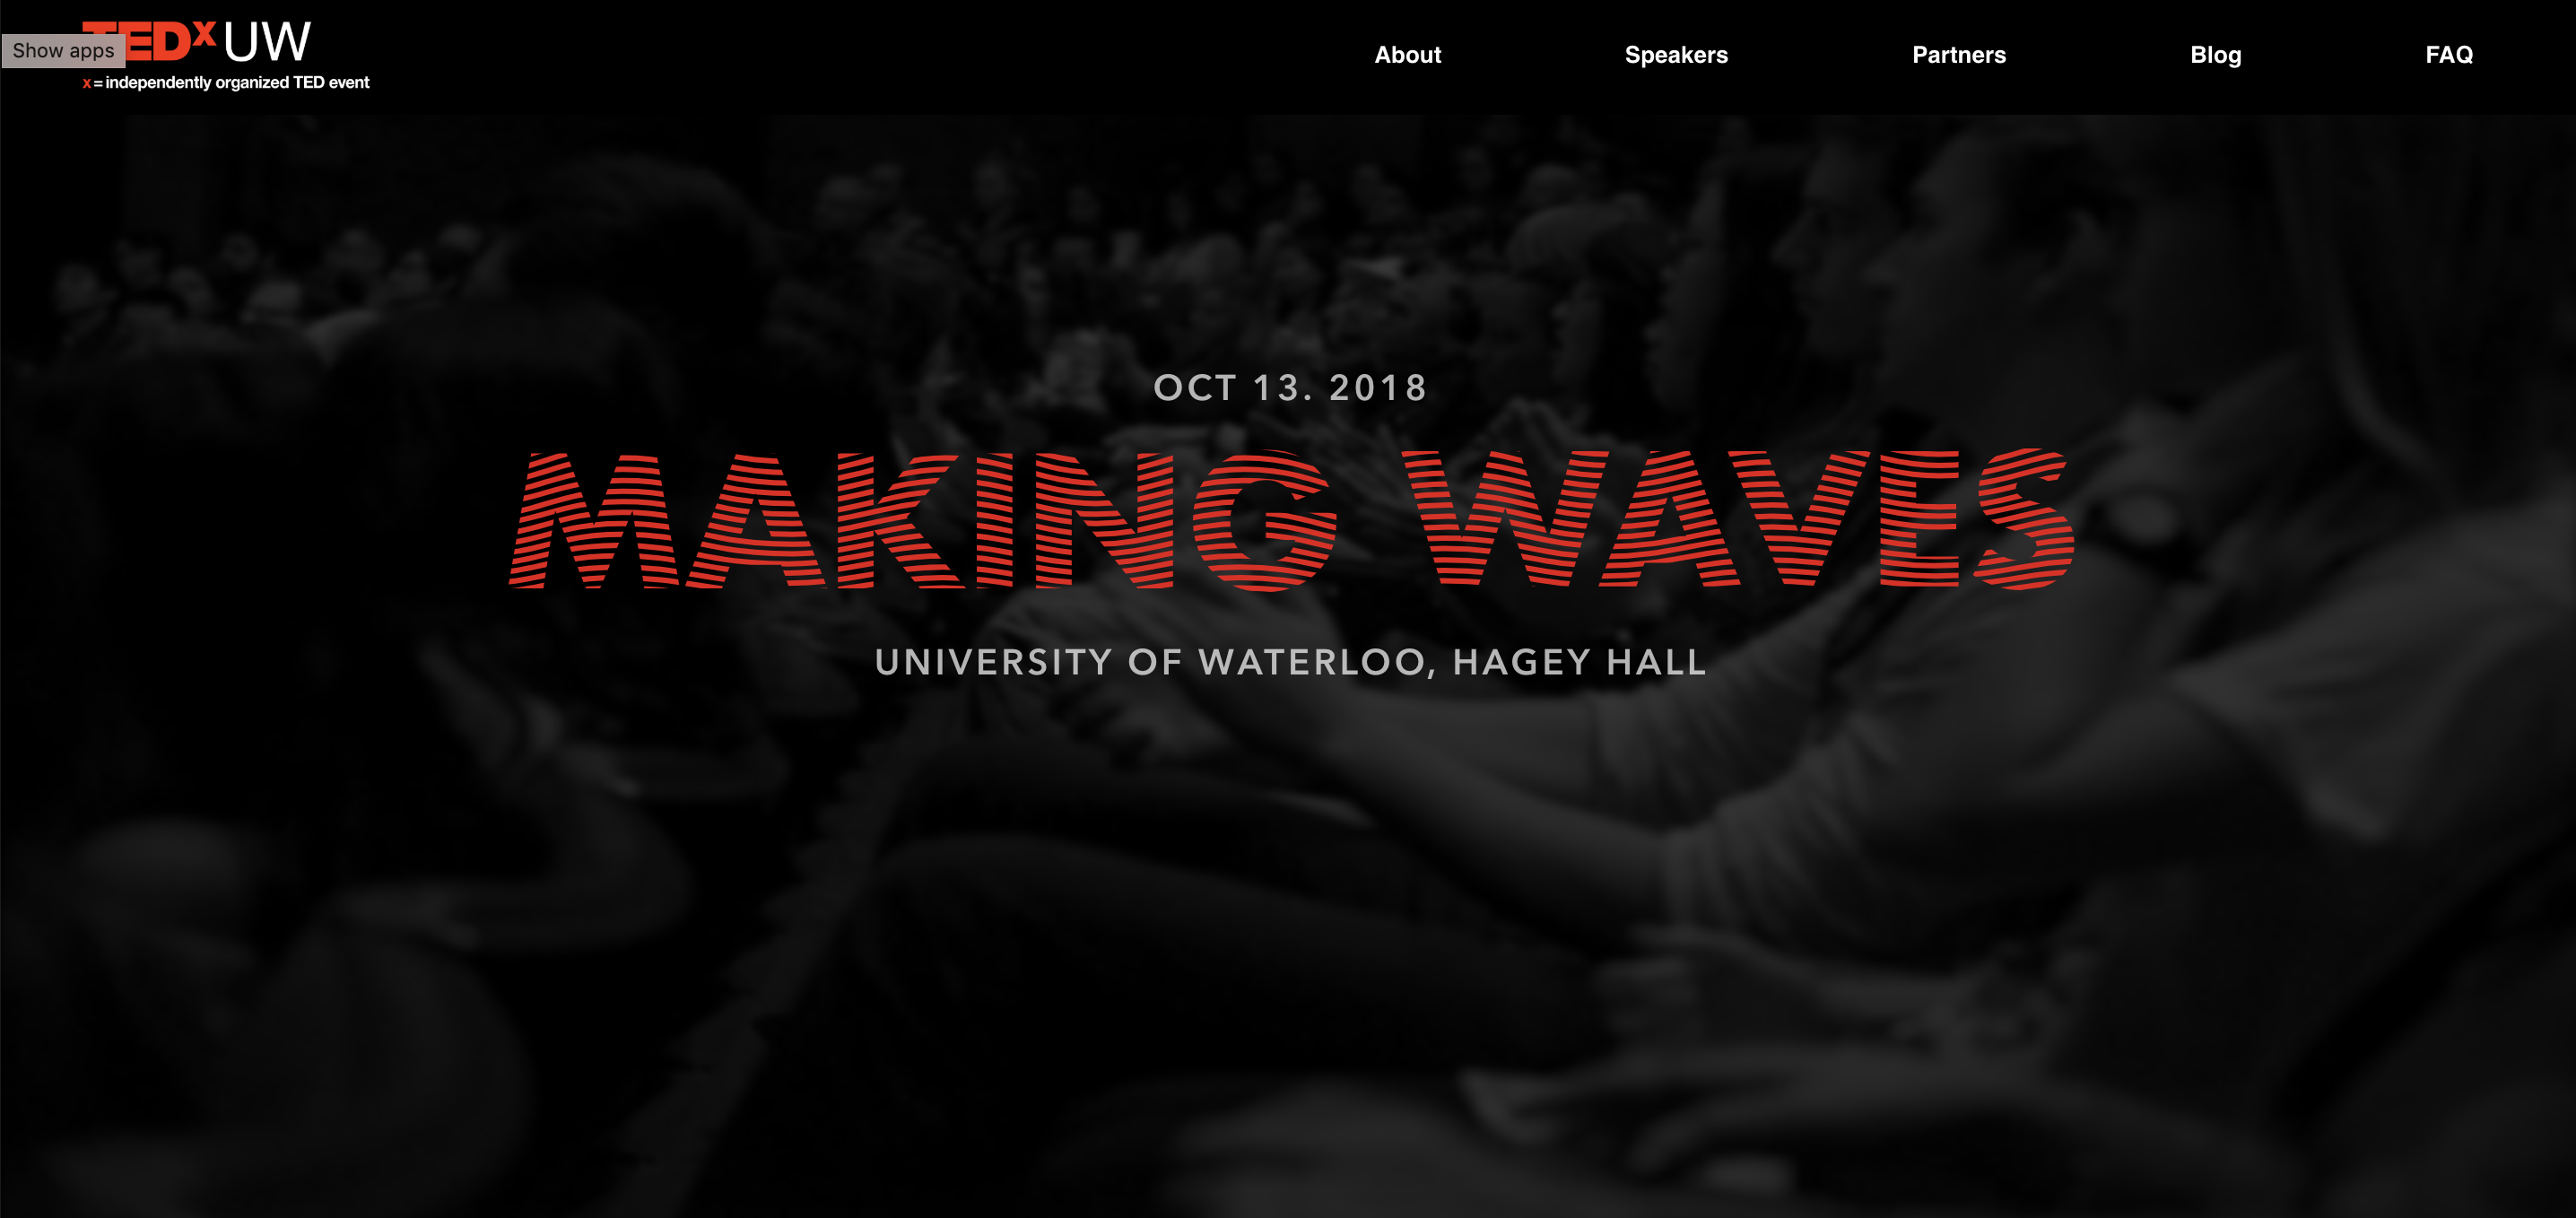 TEDxUW
Show apps
x = independently organized TED event
About
Speakers
Partners
Blog
FAQ
OCT 13. 2018
MAKING WAVES
UNIVERSITY OF WATERLOO, HAGEY HALL